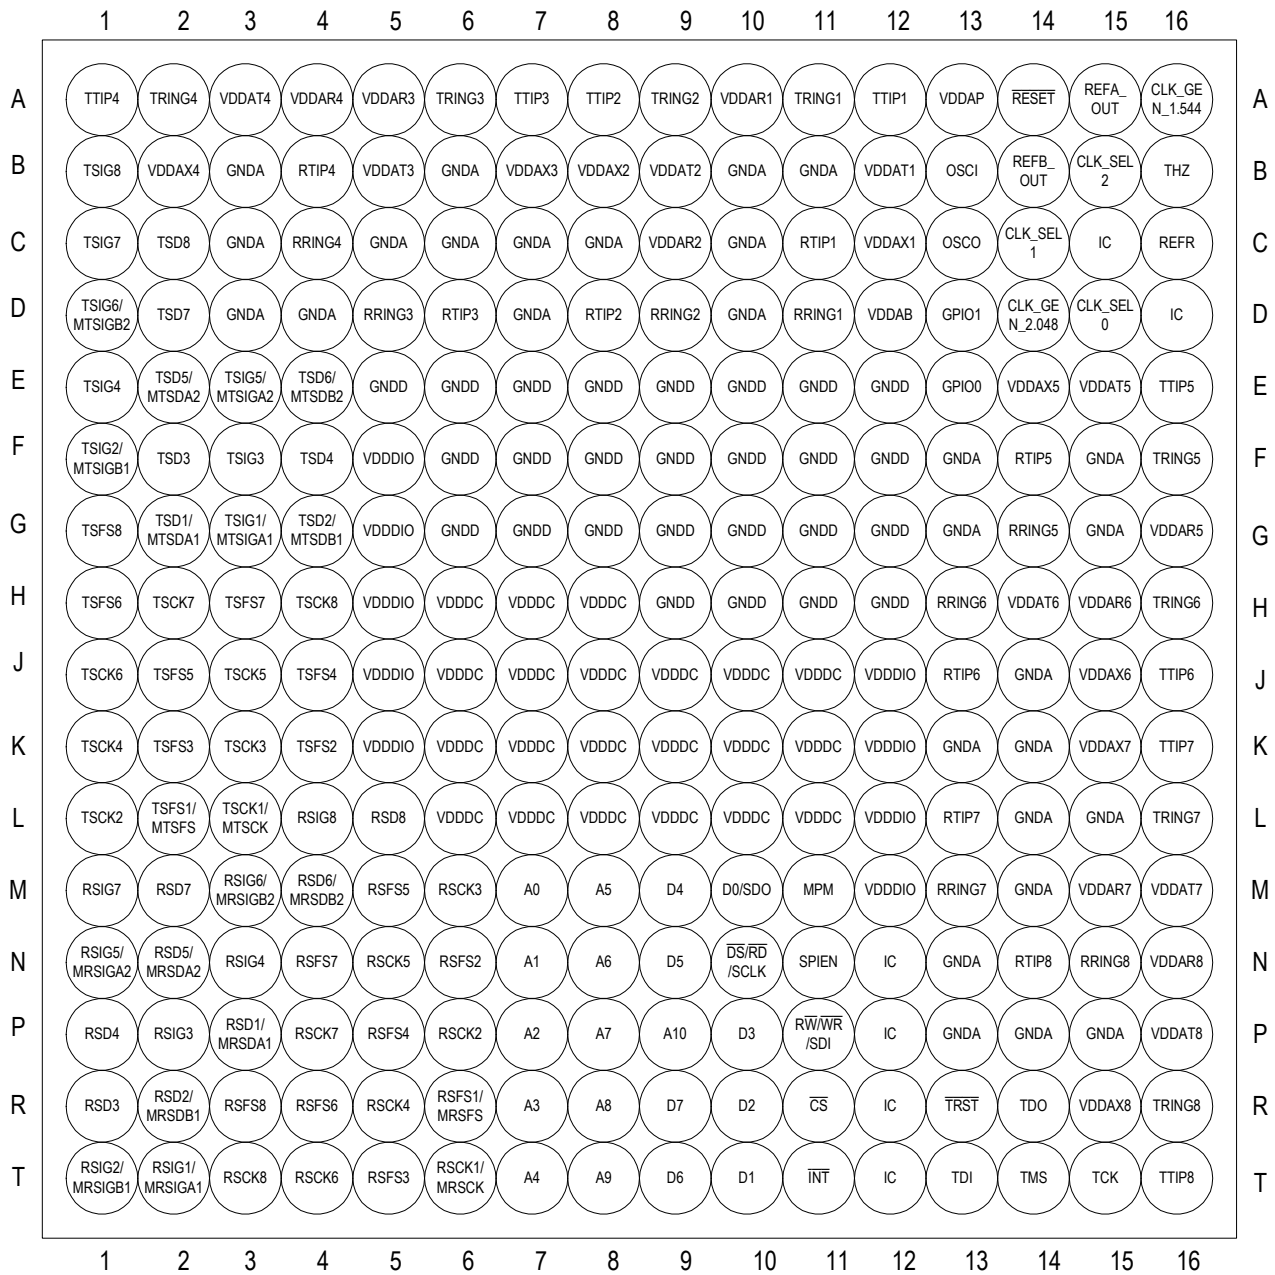 1 2 3 4 5 6 7 8 9 10 11 12 13 14 15 16
A TTIP4 TRING4 VDDAT4 VDDAR4 VDDAR3 TRING3 TTIP3 TTIP2 TRING2 VDDAR1 TRING1 TTIP1 VDDAP RESET REFA_ OUT CLK_GE N_1.544 A
B TSIG8 VDDAX4 GNDA RTIP4 VDDAT3 GNDA VDDAX3 VDDAX2 VDDAT2 GNDA GNDA VDDAT1 OSCI REFB_ OUT CLK_SEL 2 THZ B
C TSIG7 TSD8 GNDA RRING4 GNDA GNDA GNDA GNDA VDDAR2 GNDA RTIP1 VDDAX1 OSCO CLK_SEL 1 IC REFR C
D TSIG6/ MTSIGB2 TSD7 GNDA GNDA RRING3 RTIP3 GNDA RTIP2 RRING2 GNDA RRING1 VDDAB GPIO1 CLK_GE N_2.048 CLK_SEL 0 IC D
E TSIG4 TSD5/ MTSDA2 TSIG5/ MTSIGA2 TSD6/ MTSDB2 GNDD GNDD GNDD GNDD GNDD GNDD GNDD GNDD GPIO0 VDDAX5 VDDAT5 TTIP5 E
F TSIG2/ MTSIGB1 TSD3 TSIG3 TSD4 VDDDIO GNDD GNDD GNDD GNDD GNDD GNDD GNDD GNDA RTIP5 GNDA TRING5 F
G TSFS8 TSD1/ MTSDA1 TSIG1/ MTSIGA1 TSD2/ MTSDB1 VDDDIO GNDD GNDD GNDD GNDD GNDD GNDD GNDD GNDA RRING5 GNDA VDDAR5 G
H TSFS6 TSCK7 TSFS7 TSCK8 VDDDIO VDDDC VDDDC VDDDC GNDD GNDD GNDD GNDD RRING6 VDDAT6 VDDAR6 TRING6 H
J TSCK6 TSFS5 TSCK5 TSFS4 VDDDIO VDDDC VDDDC VDDDC VDDDC VDDDC VDDDC VDDDIO RTIP6 GNDA VDDAX6 TTIP6 J
K TSCK4 TSFS3 TSCK3 TSFS2 VDDDIO VDDDC VDDDC VDDDC VDDDC VDDDC VDDDC VDDDIO GNDA GNDA VDDAX7 TTIP7 K
L TSCK2 TSFS1/ MTSFS TSCK1/ MTSCK RSIG8 RSD8 VDDDC VDDDC VDDDC VDDDC VDDDC VDDDC VDDDIO RTIP7 GNDA GNDA TRING7 L
M RSIG7 RSD7 RSIG6/ MRSIGB2 RSD6/ MRSDB2 RSFS5 RSCK3 A0 A5 D4 D0/SDO MPM VDDDIO RRING7 GNDA VDDAR7 VDDAT7 M
N RSIG5/ MRSIGA2 RSD5/ MRSDA2 RSIG4 RSFS7 RSCK5 RSFS2 A1 A6 D5 DS/RD /SCLK SPIEN IC GNDA RTIP8 RRING8 VDDAR8 N
P RSD4 RSIG3 RSD1/ MRSDA1 RSCK7 RSFS4 RSCK2 A2 A7 A10 D3 RW/WR /SDI IC GNDA GNDA GNDA VDDAT8 P
R RSD3 RSD2/ MRSDB1 RSFS8 RSFS6 RSCK4 RSFS1/ MRSFS A3 A8 D7 D2 CS IC TRST TDO VDDAX8 TRING8 R
T RSIG2/ MRSIGB1 RSIG1/ MRSIGA1 RSCK8 RSCK6 RSFS3 RSCK1/ MRSCK A4 A9 D6 D1 INT IC TDI TMS TCK TTIP8 T
1 2 3 4 5 6 7 8 9 10 11 12 13 14 15 16